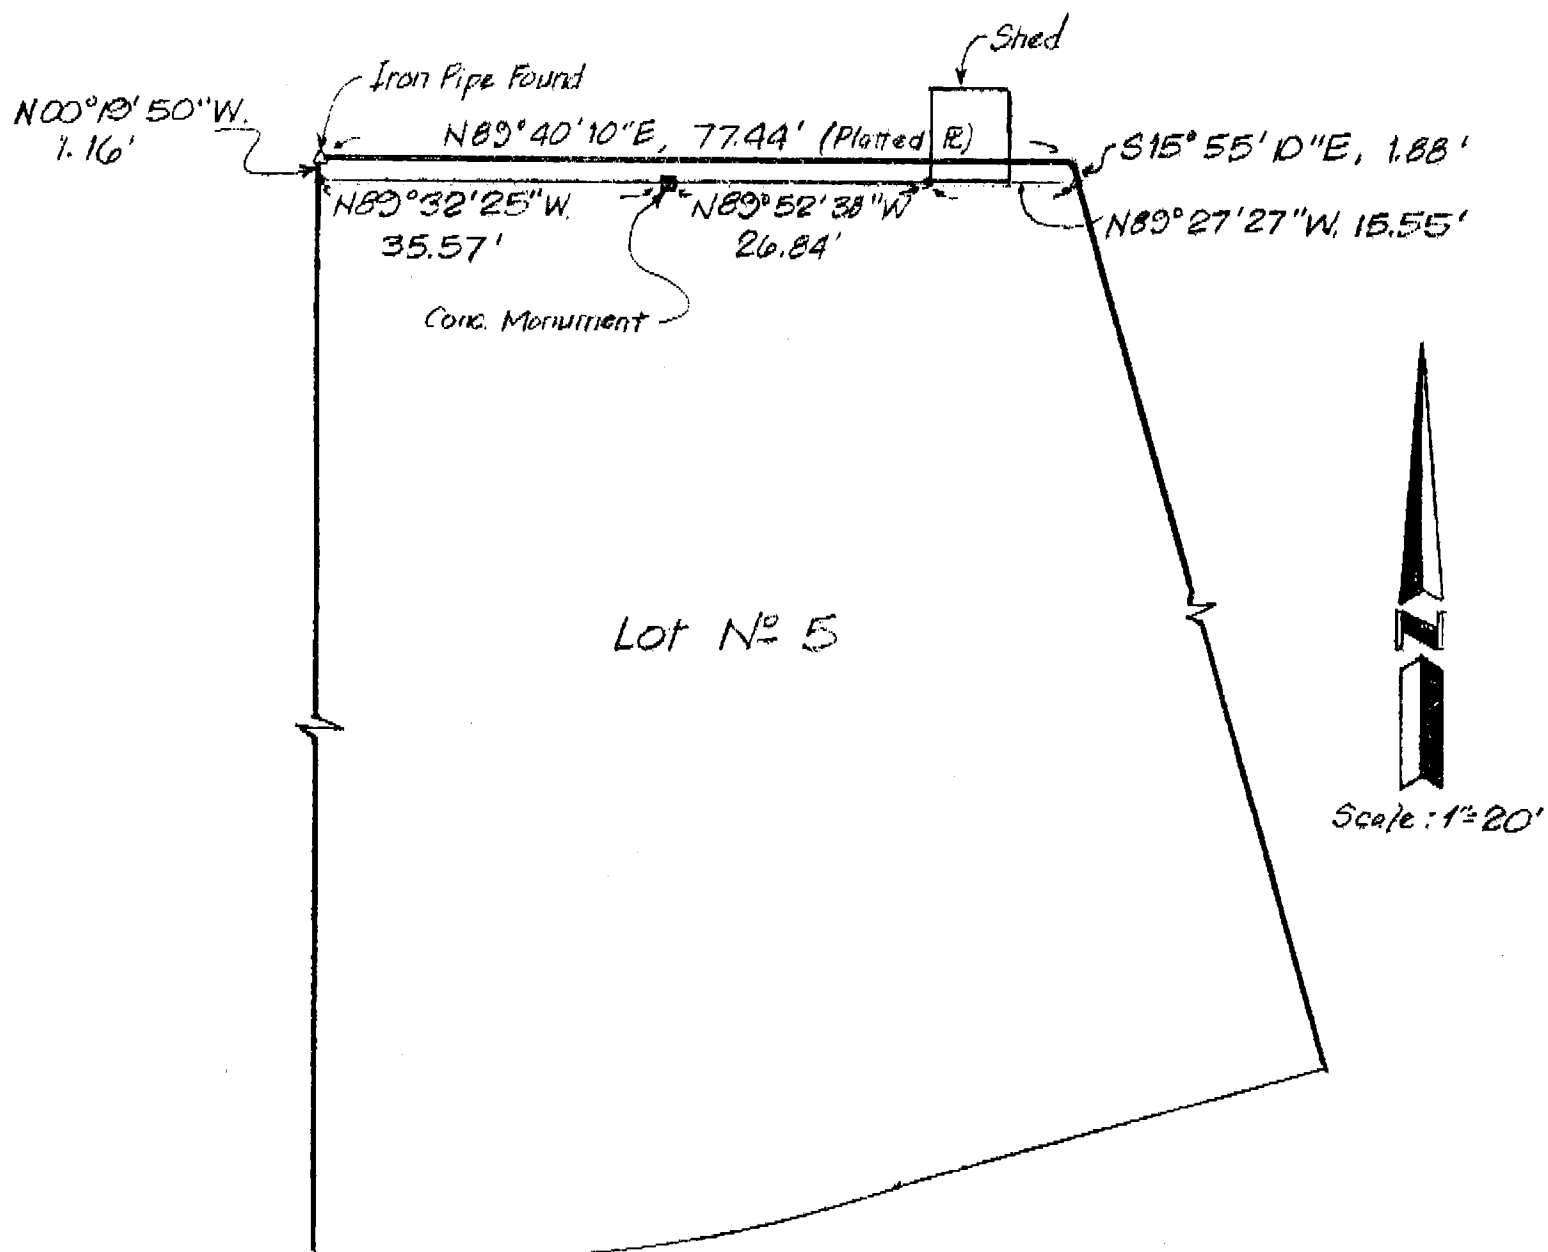 Shed
Iron Pipe Found
N00°19'50"W.
1.16'
N89°40'10"E, 77.44' (Platted ℄)
S15°55'10"E, 1.88'
N89°32'25"W.
35.57'
N89°52'38"W
26.84'
N89°27'27"W. 15.55'
Conc. Monument
Lot Nº 5
N
Scale: 1"=20'